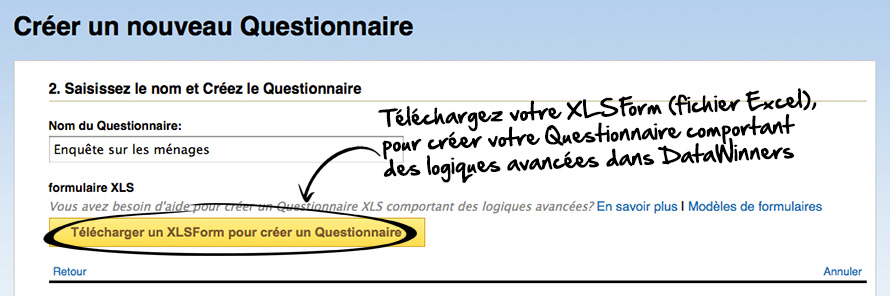 Créer un nouveau Questionnaire
2. Saisissez le nom et Créez le Questionnaire
Téléchargez votre XLSForm (fichier Excel),
pour créer votre Questionnaire comportant
des logiques avancées dans DataWinners
Nom du Questionnaire:
Enquête sur les ménages
formulaire XLS
Vous avez besoin d'aide pour créer un Questionnaire XLS comportant des logiques avancées? En savoir plus I Modèles de formulaires
Télécharger un XLSForm pour créer un Questionnaire
Retour
Annuler